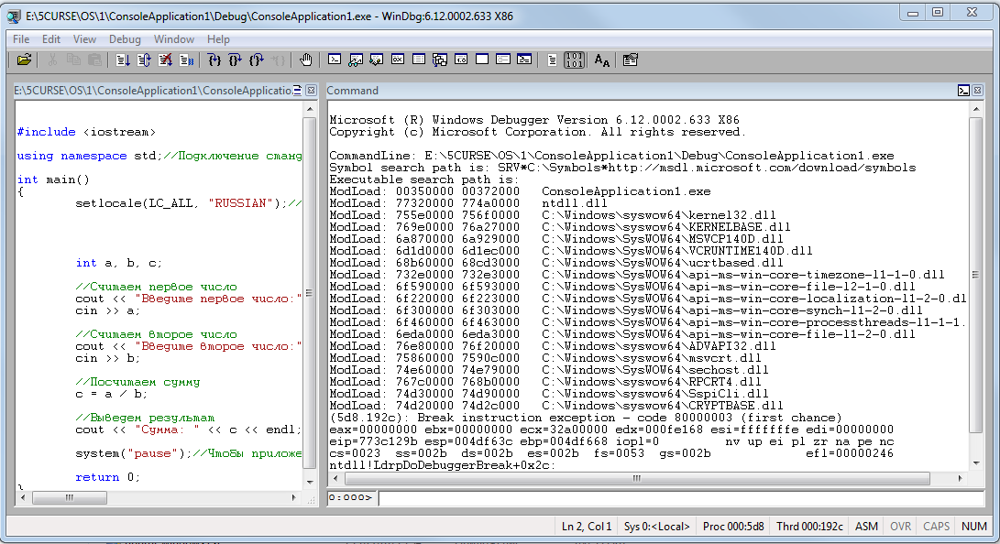 E:\5CURSE\OS\1\ConsoleApplication1\Debug\ConsoleApplication1.exe - WinDbg:6.12.0002.633 X86
File Edit View Debug Window Help
E:\5CURSE\OS\1\ConsoleApplication1\ConsoleApplicatio.
#include <iostream>
using namespace std;//Подключение станд
int main()
{
setlocale(LC_ALL, "RUSSIAN");//
int a, b, c;
//Считаем первое число
cout << "Введите первое число:"
cin >> a;
//Считаем второе число
cout << "Введите второе число:"
cin >> b;
//Посчитаем сумму
c = a / b;
//Выведем результат
cout << "Сумма: " << c << endl;
system("pause");//Чтобы приложе
return 0;
}
Command
Microsoft (R) Windows Debugger Version 6.12.0002.633 X86
Copyright (c) Microsoft Corporation. All rights reserved.
CommandLine: E:\5CURSE\OS\1\ConsoleApplication1\Debug\ConsoleApplication1.exe
Symbol search path is: SRV*C:\Symbols*http://msdl.microsoft.com/download/symbols
Executable search path is:
ModLoad: 00350000 00372000 ConsoleApplication1.exe
ModLoad: 77320000 774a0000 ntdll.dll
ModLoad: 755e0000 756f0000 C:\Windows\syswow64\kernel32.dll
ModLoad: 769e0000 76a27000 C:\Windows\syswow64\KERNELBASE.dll
ModLoad: 6a870000 6a929000 C:\Windows\SysWOW64\MSVCP140D.dll
ModLoad: 6d1d0000 6d1ec000 C:\Windows\SysWOW64\VCRUNTIME140D.dll
ModLoad: 68b60000 68cd3000 C:\Windows\SysWOW64\ucrtbased.dll
ModLoad: 732e0000 732e3000 C:\Windows\SysWOW64\api-ms-win-core-timezone-l1-1-0.dll
ModLoad: 6f590000 6f593000 C:\Windows\SysWOW64\api-ms-win-core-file-l2-1-0.dll
ModLoad: 6f220000 6f223000 C:\Windows\SysWOW64\api-ms-win-core-localization-l1-2-0.dl
ModLoad: 6f300000 6f303000 C:\Windows\SysWOW64\api-ms-win-core-synch-l1-2-0.dll
ModLoad: 6f460000 6f463000 C:\Windows\SysWOW64\api-ms-win-core-processthreads-l1-1-1.
ModLoad: 6eda0000 6eda3000 C:\Windows\SysWOW64\api-ms-win-core-file-l1-2-0.dll
ModLoad: 76e80000 76f20000 C:\Windows\syswow64\ADVAPI32.dll
ModLoad: 75860000 7590c000 C:\Windows\syswow64\msvcrt.dll
ModLoad: 74e60000 74e79000 C:\Windows\SysWOW64\sechost.dll
ModLoad: 767c0000 768b0000 C:\Windows\syswow64\RPCRT4.dll
ModLoad: 74d30000 74d90000 C:\Windows\syswow64\SspiCli.dll
ModLoad: 74d20000 74d2c000 C:\Windows\syswow64\CRYPTBASE.dll
(5d8.192c): Break instruction exception - code 80000003 (first chance)
eax=00000000 ebx=00000000 ecx=32a00000 edx=000fe168 esi=fffffffe edi=00000000
eip=773c129b esp=004df63c ebp=004df668 iopl=0 nv up ei pl zr na pe nc
cs=0023 ss=002b ds=002b es=002b fs=0053 gs=002b efl=00000246
ntdll!LdrpDoDebuggerBreak+0x2c:
0:000>
Ln 2, Col 1 Sys 0:<Local> Proc 000:5d8 Thrd 000:192c ASM OVR CAPS NUM